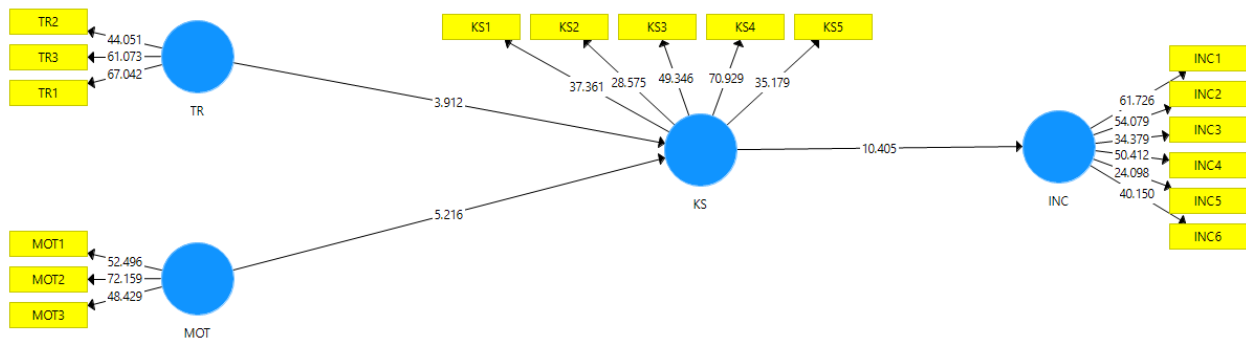 TR2
TR3
TR1
44.051
61.073
67.042
TR
KS1
KS2
KS3
KS4
KS5
37.361
28.575
49.346
70.929
35.179
3.912
5.216
KS
10.405
INC
61.726
54.079
34.379
50.412
24.098
40.150
INC1
INC2
INC3
INC4
INC5
INC6
MOT1
MOT2
MOT3
52.496
72.159
48.429
MOT